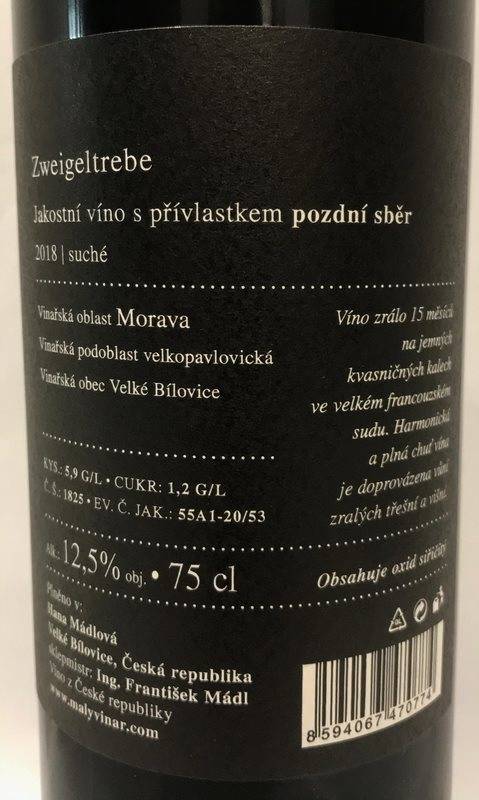 Zweigeltrebe
Jakostní víno s přívlastkem pozdní sběr
2018 | suché
Vinařská oblast Morava
Vinařská podoblast velkopavlovická
Vinařská obec Velké Bílovice
KYS.: 5,9 G/L • CUKR: 1,2 G/L
Č. Š.: 1825 • EV. Č. JAK.: 55A1-20/53
Alk. 12,5% obj. • 75 cl
Plněno v:
Hana Mádlová
Velké Bílovice, Česká republika
sklepmistr: Ing. František Mádl
Víno z České republiky
www.malyvinar.com
Víno zrálo 15 měsíců
na jemných
kvasničných kalech
ve velkém francouzském
sudu. Harmonická
a plná chuť vína
je doprovázena vůní
zralých třešní a višní.
Obsahuje oxid siřičitý
8 594067 470774